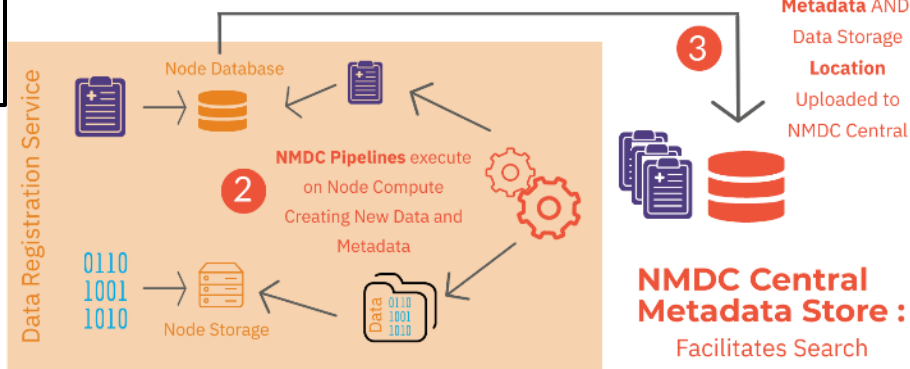 Metadata AND
Data Storage
Location
Uploaded to
NMDC Central
3
Data Registration Service
Node Database
2
NMDC Pipelines execute
on Node Compute
Creating New Data and
Metadata
0110
1001
1010
Node Storage
Data
0110
1001
1010
NMDC Central
Metadata Store :
Facilitates Search